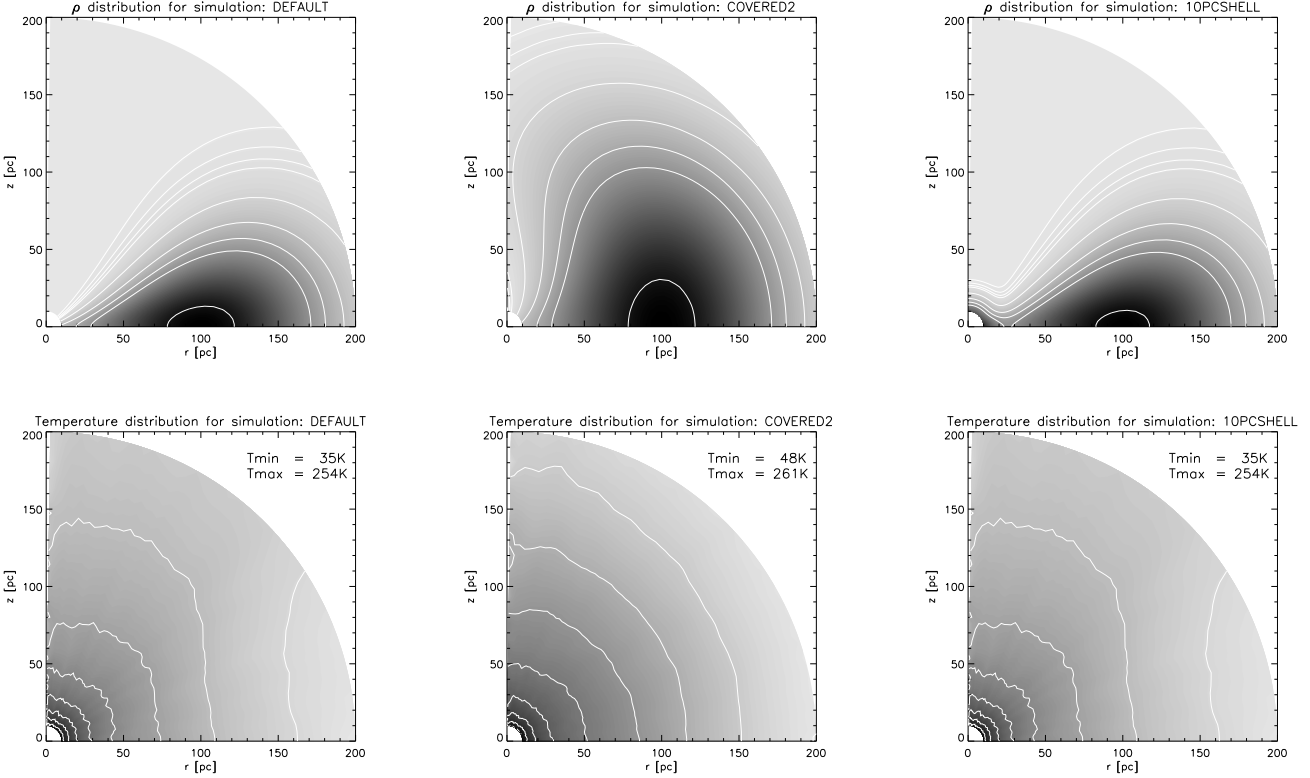 ρ distribution for simulation: DEFAULT
200
150
100
50
0
z [pc]
0 50 100 150 200
r [pc]
ρ distribution for simulation: COVERED2
200
150
100
50
0
z [pc]
0 50 100 150 200
r [pc]
ρ distribution for simulation: 10PCSHELL
200
150
100
50
0
z [pc]
0 50 100 150 200
r [pc]
Temperature distribution for simulation: DEFAULT
Tmin = 35K
Tmax = 254K
200
150
100
50
0
z [pc]
0 50 100 150 200
r [pc]
Temperature distribution for simulation: COVERED2
Tmin = 48K
Tmax = 261K
200
150
100
50
0
z [pc]
0 50 100 150 200
r [pc]
Temperature distribution for simulation: 10PCSHELL
Tmin = 35K
Tmax = 254K
200
150
100
50
0
z [pc]
0 50 100 150 200
r [pc]